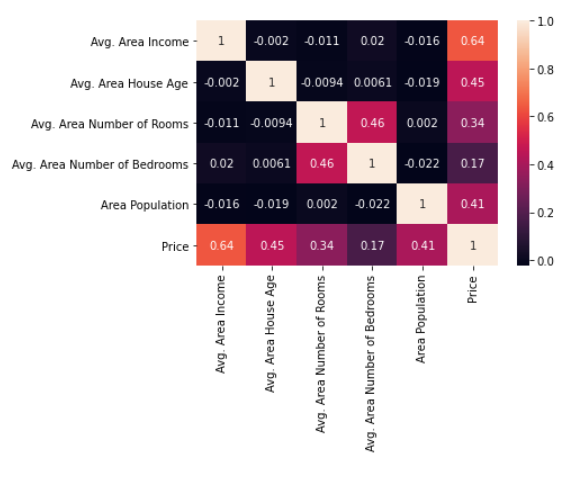 Avg. Area Income 1 -0.002 -0.011 0.02 -0.016 0.64
Avg. Area House Age -0.002 1 -0.0094 0.0061 -0.019 0.45
Avg. Area Number of Rooms -0.011 -0.0094 1 0.46 0.002 0.34
Avg. Area Number of Bedrooms 0.02 0.0061 0.46 1 -0.022 0.17
Area Population -0.016 -0.019 0.002 -0.022 1 0.41
Price 0.64 0.45 0.34 0.17 0.41 1
Avg. Area Income
Avg. Area House Age
Avg. Area Number of Rooms
Avg. Area Number of Bedrooms
Area Population
Price
1.0
0.8
0.6
0.4
0.2
0.0